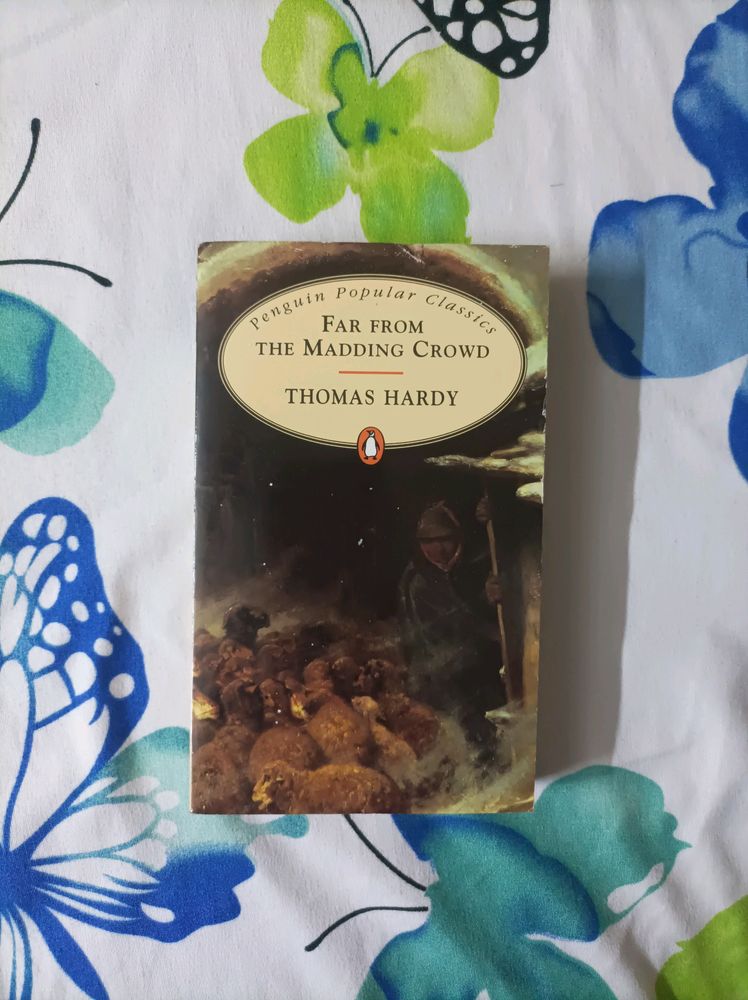 Penguin Popular Classics
FAR FROM
THE MADDING CROWD
THOMAS HARDY